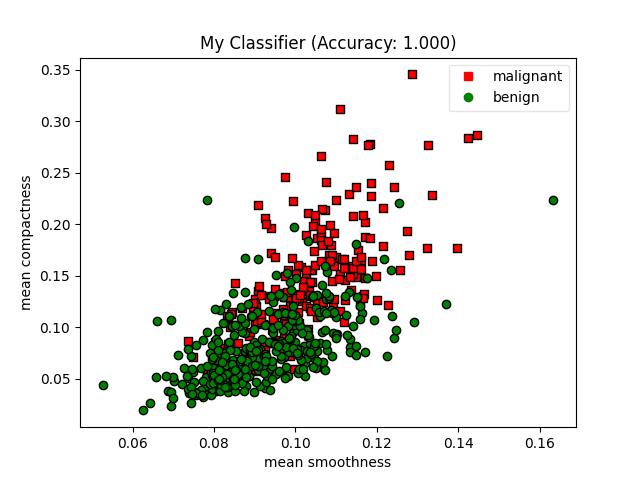 My Classifier (Accuracy: 1.000)
malignant
benign
mean compactness
0.35
0.30
0.25
0.20
0.15
0.10
0.05
0.06 0.08 0.10 0.12 0.14 0.16
mean smoothness